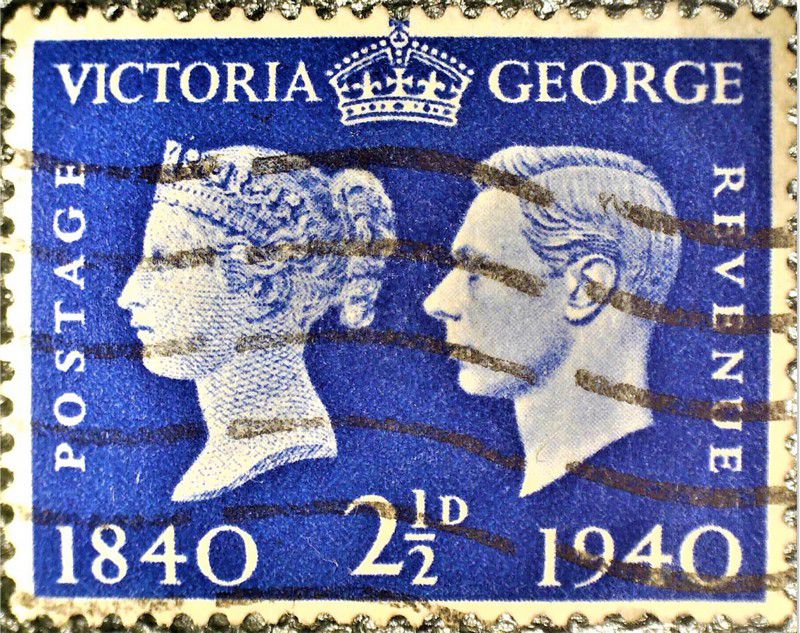 VICTORIA GEORGE
POSTAGE
REVENUE
1840 2½D 1940